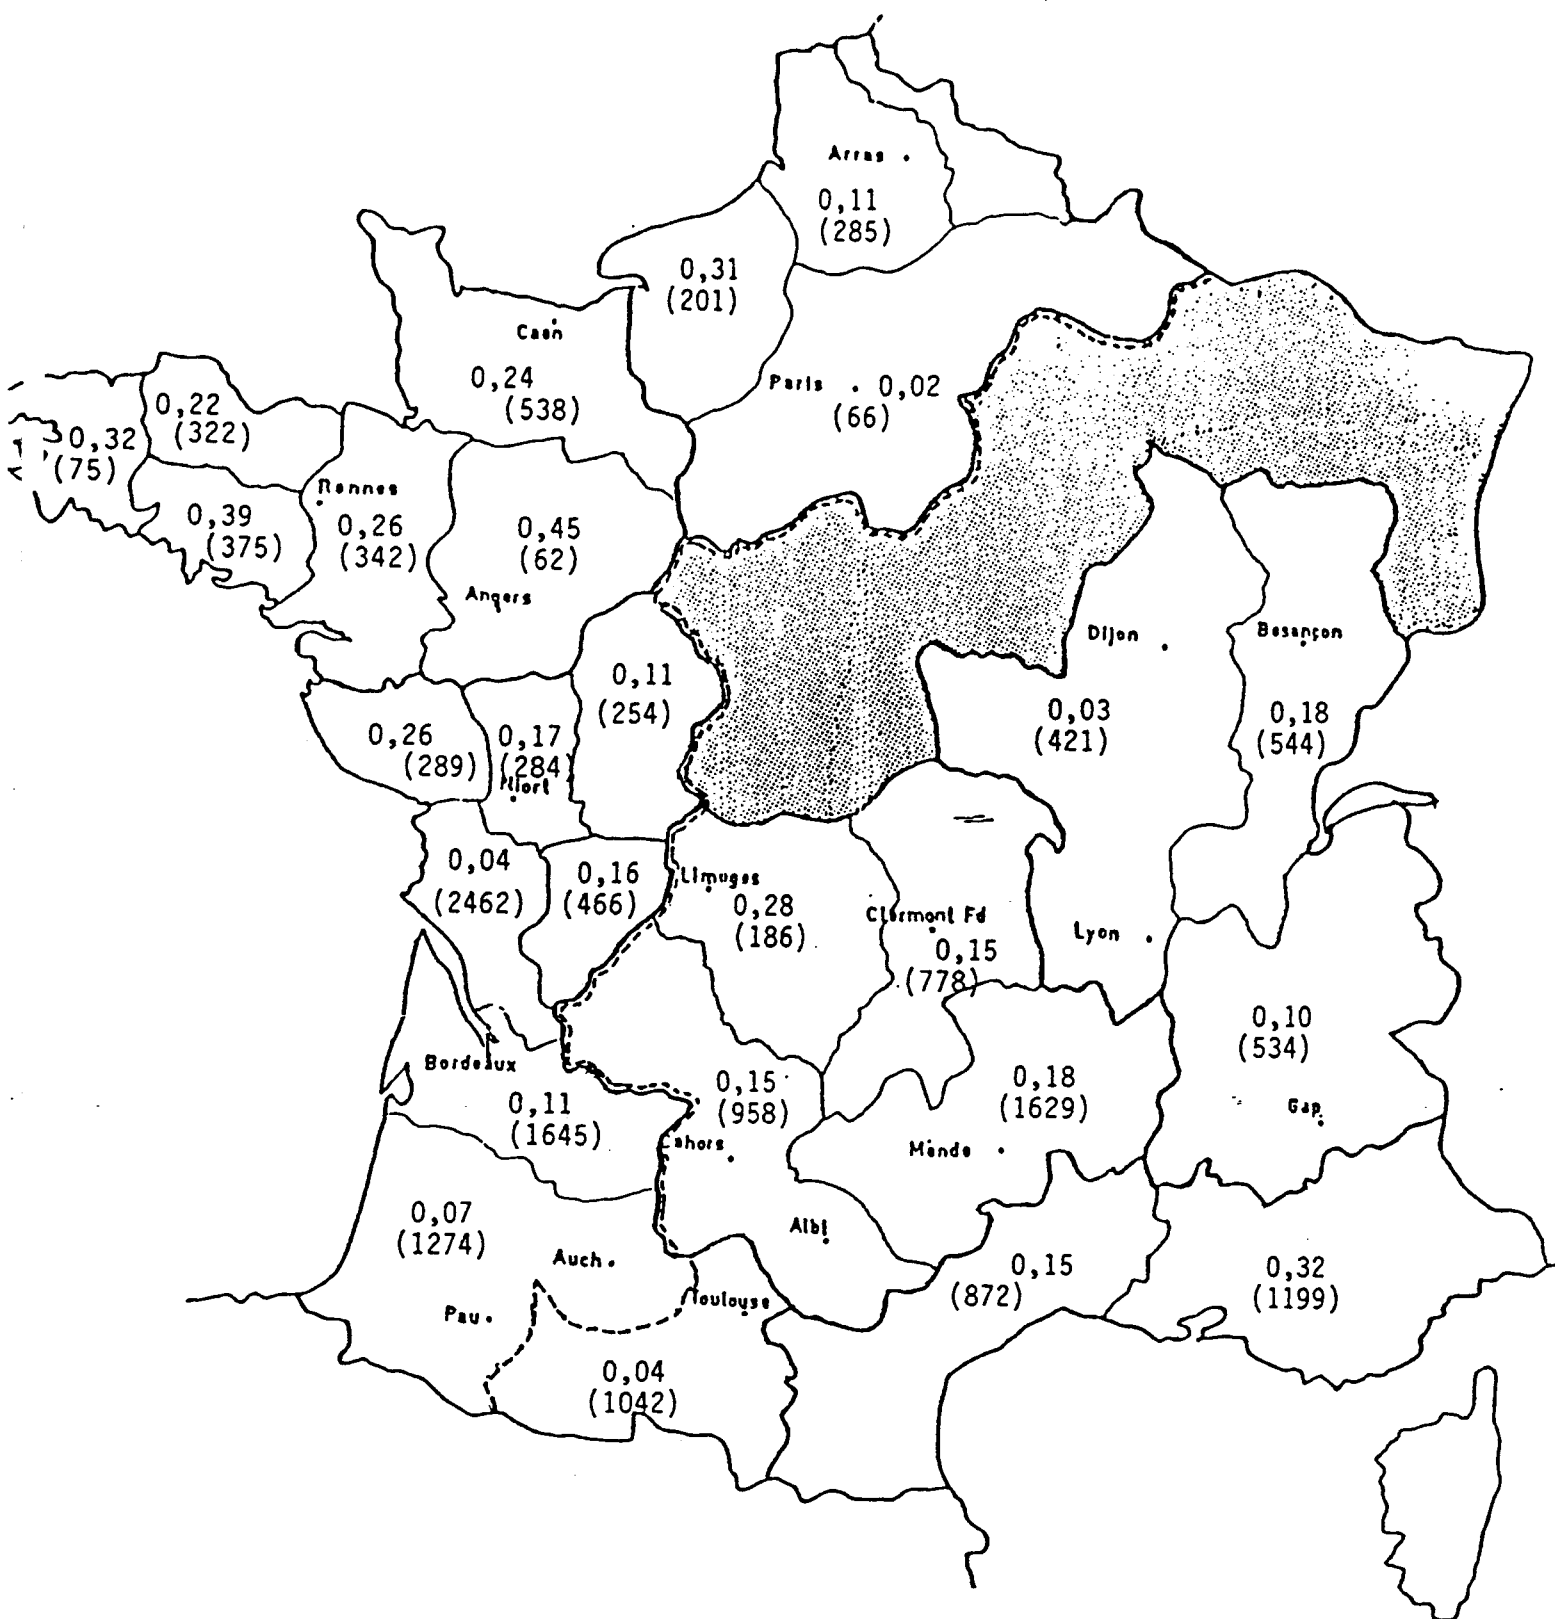 Arras
0,11
(285)
0,31
(201)
Caen
0,24
(538)
Paris
0,02
(66)
0,22
(322)
0,32
(75)
Rennes
0,39
(375)
0,26
(342)
0,45
(62)
Angers
Dijon
Besançon
0,11
(254)
0,03
(421)
0,18
(544)
0,26
(289)
0,17
(284)
Niort
0,04
(2462)
0,16
(466)
Limoges
0,28
(186)
Clermont Fd
0,15
(778)
Lyon
0,10
(534)
Gap
Bordeaux
0,11
(1645)
0,15
(958)
Cahors
0,18
(1629)
Mende
0,07
(1274)
Auch
Albi
0,15
(872)
0,32
(1199)
Pau
Toulouse
0,04
(1042)